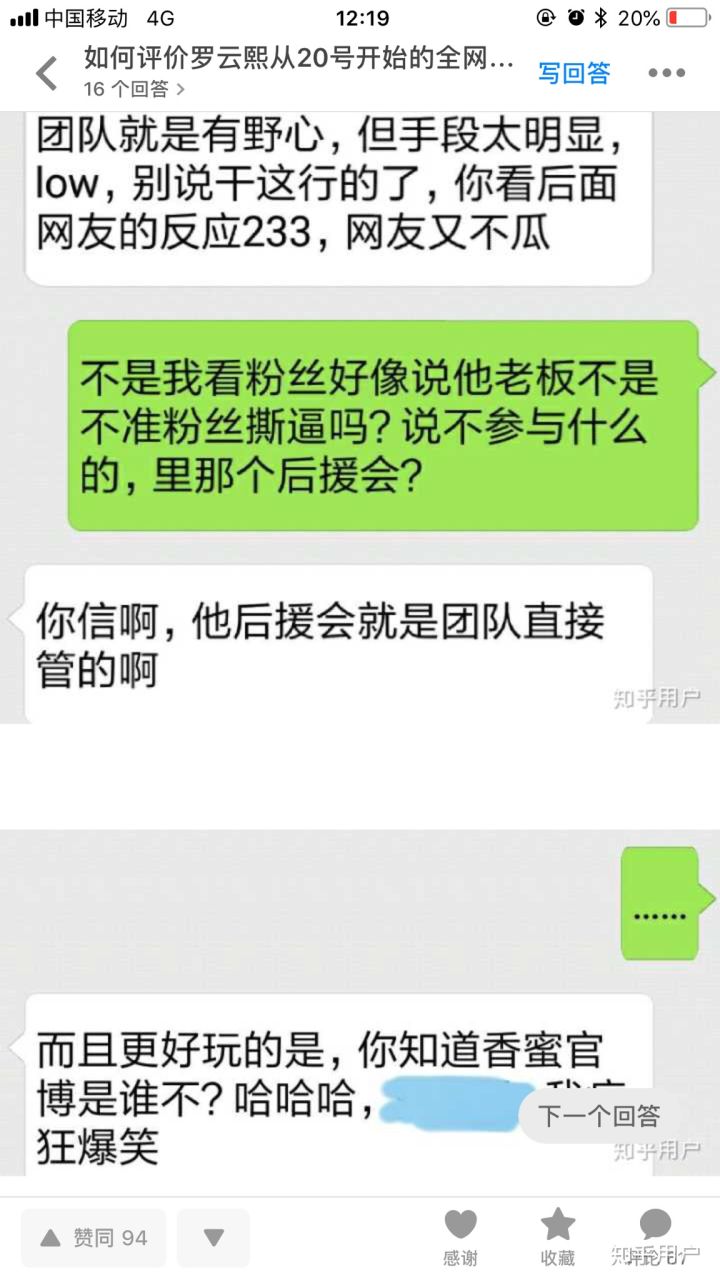 中国移动 4G 12:19 20%
如何评价罗云熙从20号开始的全网...
16 个回答
写回答
团队就是有野心，但手段太明显，
low，别说干这行的了，你看后面
网友的反应233，网友又不瓜
不是我看粉丝好像说他老板不是
不准粉丝撕逼吗？说不参与什么
的，里那个后援会？
你信啊，他后援会就是团队直接
管的啊
知乎用户
......
而且更好玩的是，你知道香蜜官
博是谁不？哈哈哈，
狂爆笑
下一个回答
知乎用户
赞同 94
感谢
收藏
知乎用户